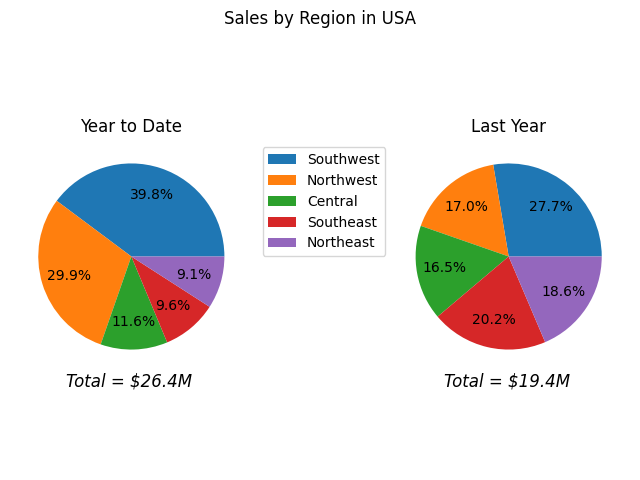 Sales by Region in USA
Year to Date
39.8%
29.9%
11.6%
9.6%
9.1%
Total = $26.4M
Southwest
Northwest
Central
Southeast
Northeast
Last Year
27.7%
17.0%
16.5%
20.2%
18.6%
Total = $19.4M